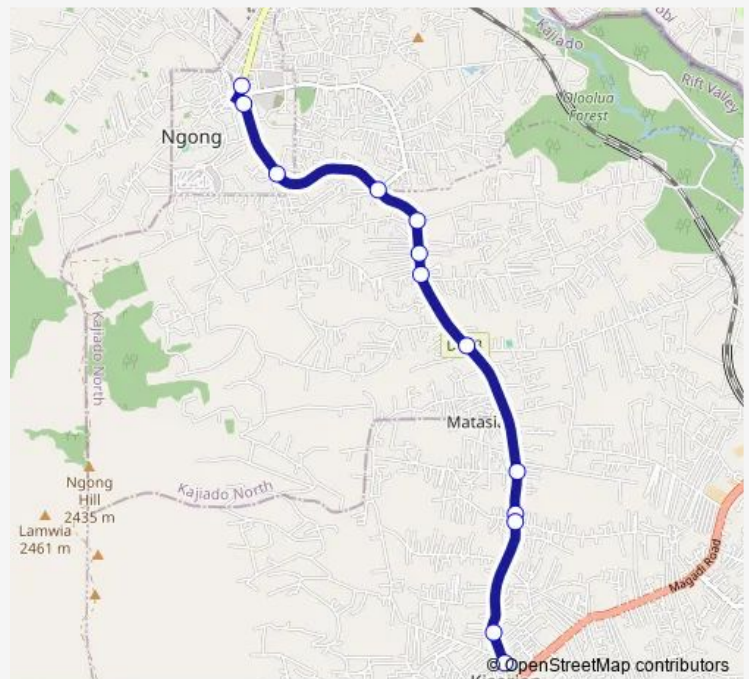 Kajiado
Rift Valley
Oloolua
Forest
Ngong
Kajiado North
Matasi
Ngong
Hill
2435 m
Kajiado North
Lamwia
2461 m
Magadi Road
© OpenStreetMap contributors